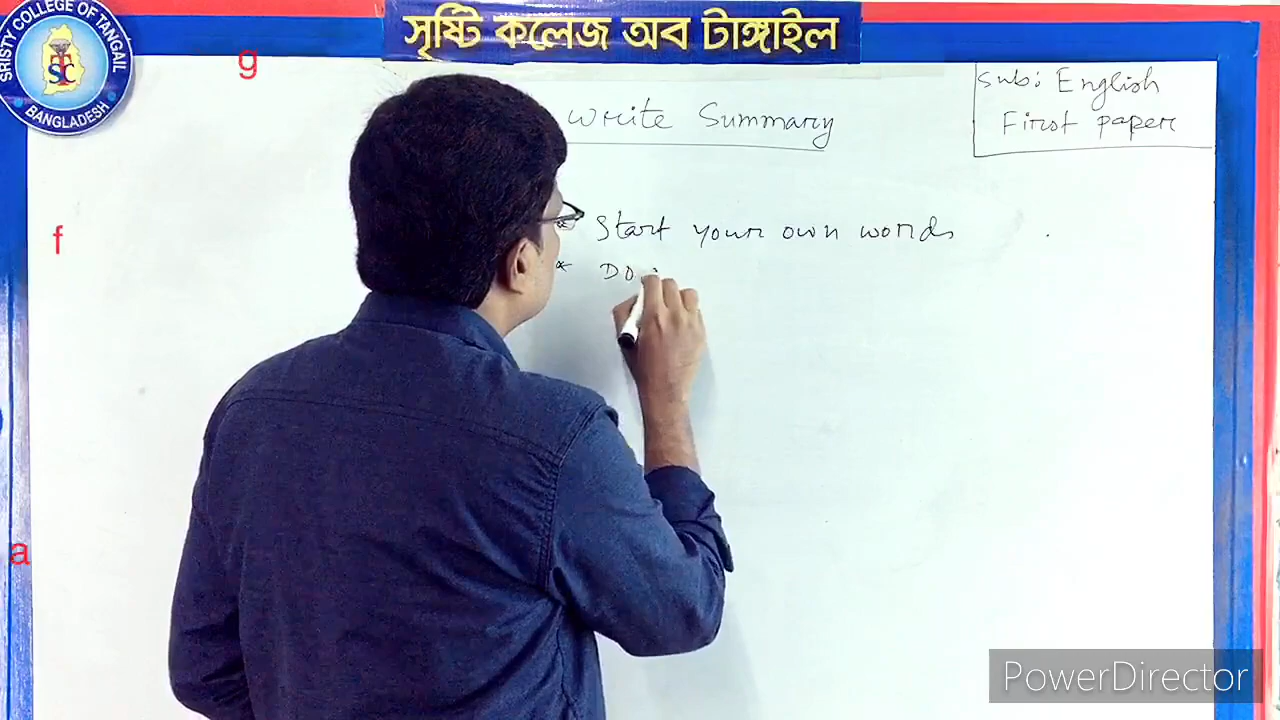 সৃষ্টি কলেজ অব টাঙ্গাইল
SRISTY COLLEGE OF TANGAIL
STC
BANGLADESH
g
Sub: English
First paper
write Summary
* Start your own words
f
* Do
a
PowerDirector